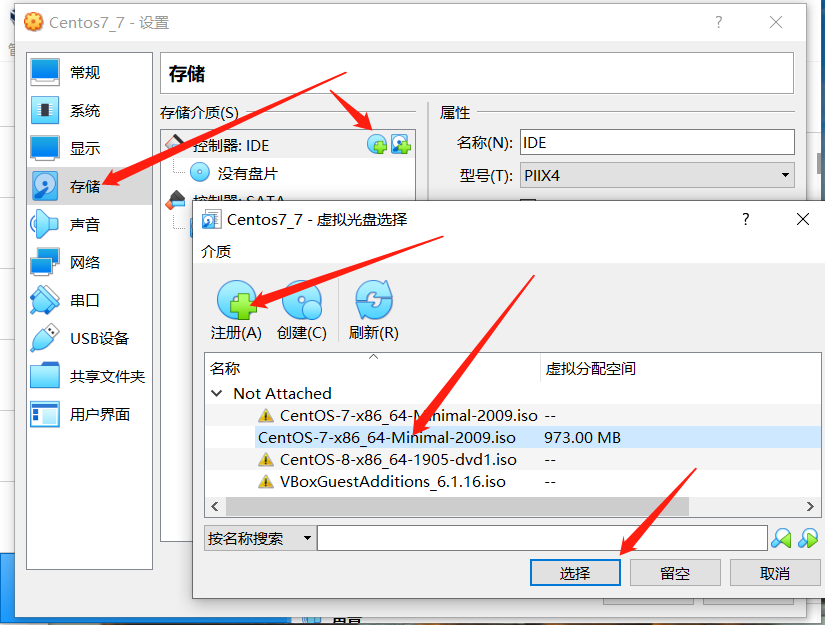 Centos7_7 - 设置
常规
系统
显示
存储
声音
网络
串口
USB设备
共享文件夹
用户界面
存储
存储介质(S)
控制器: IDE
没有盘片
控制器: SATA
属性
名称(N): IDE
型号(T): PIIX4
Centos7_7 - 虚拟光盘选择
介质
注册(A) 创建(C) 刷新(R)
名称 虚拟分配空间
Not Attached
CentOS-7-x86_64-Minimal-2009.iso --
CentOS-7-x86_64-Minimal-2009.iso 973.00 MB
CentOS-8-x86_64-1905-dvd1.iso --
VBoxGuestAdditions_6.1.16.iso --
按名称搜索
选择 留空 取消